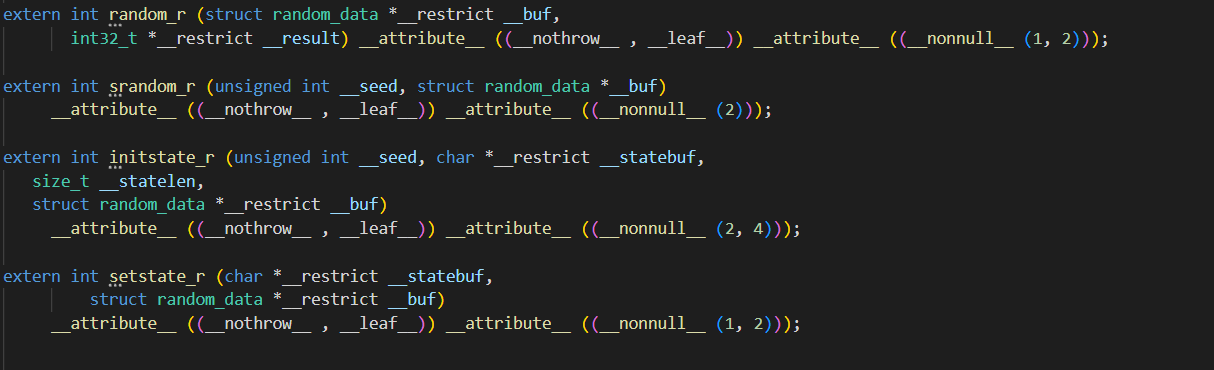 extern int random_r (struct random_data *__restrict __buf,
int32_t *__restrict __result) __attribute__ ((__nothrow__ , __leaf__)) __attribute__ ((__nonnull__ (1, 2)));
extern int srandom_r (unsigned int __seed, struct random_data *__buf)
__attribute__ ((__nothrow__ , __leaf__)) __attribute__ ((__nonnull__ (2)));
extern int initstate_r (unsigned int __seed, char *__restrict __statebuf,
size_t __statelen,
struct random_data *__restrict __buf)
__attribute__ ((__nothrow__ , __leaf__)) __attribute__ ((__nonnull__ (2, 4)));
extern int setstate_r (char *__restrict __statebuf,
struct random_data *__restrict __buf)
__attribute__ ((__nothrow__ , __leaf__)) __attribute__ ((__nonnull__ (1, 2)));